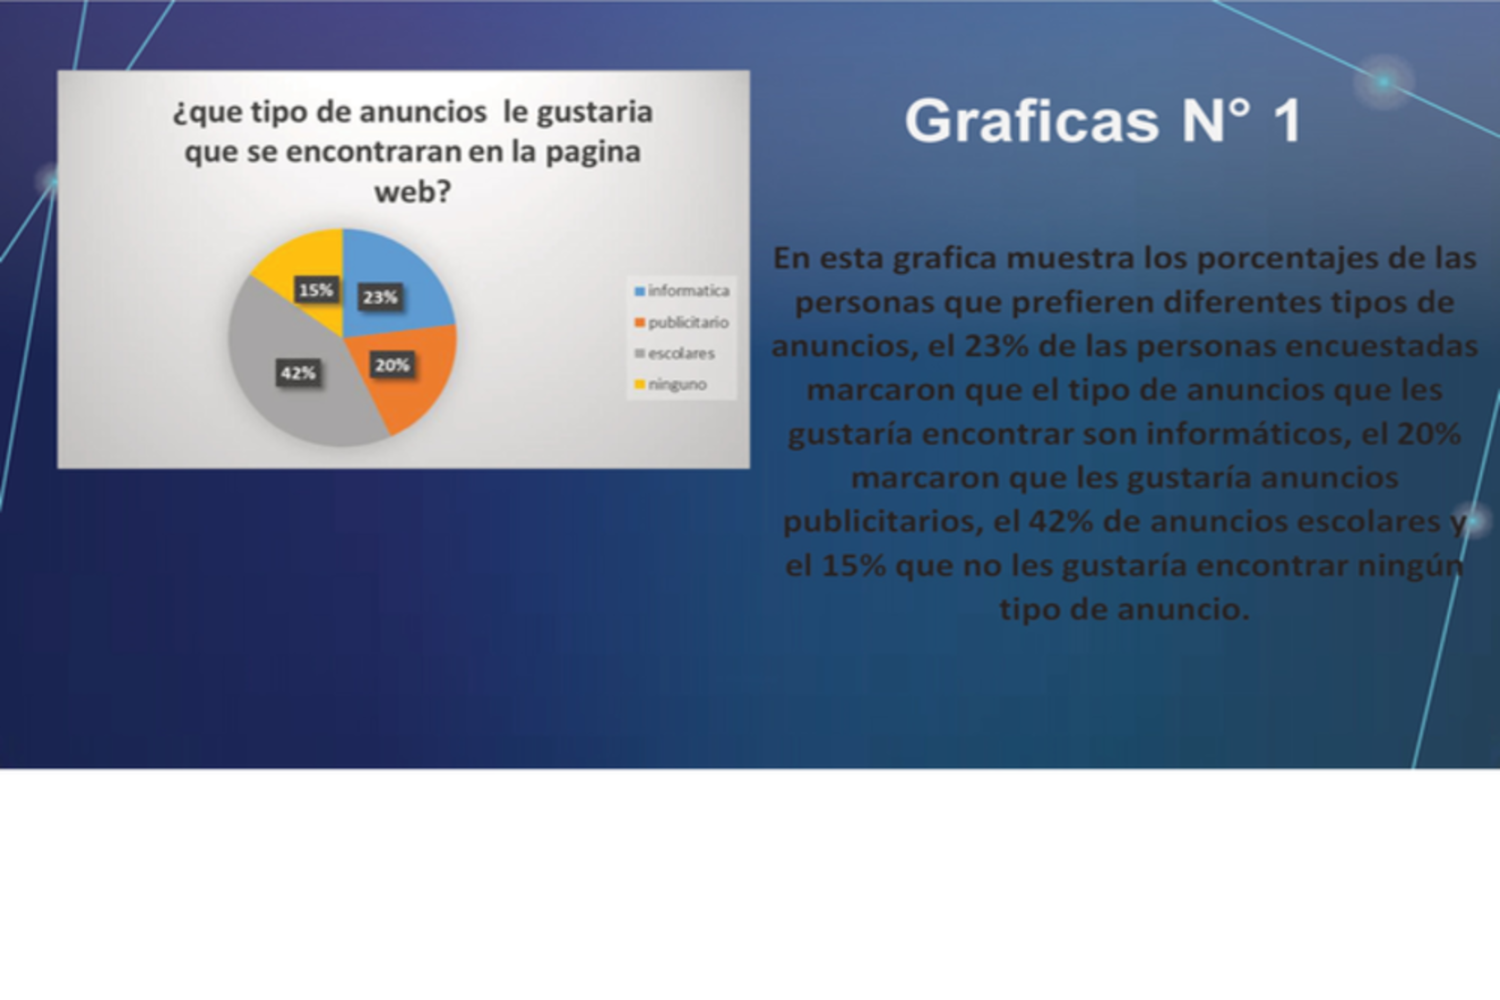 ¿que tipo de anuncios le gustaria
que se encontraran en la pagina
web?
15%
23%
42%
20%
informatica
publicitario
escolares
ninguno
Graficas N° 1
En esta grafica muestra los porcentajes de las
personas que prefieren diferentes tipos de
anuncios, el 23% de las personas encuestadas
marcaron que el tipo de anuncios que les
gustaría encontrar son informáticos, el 20%
marcaron que les gustaría anuncios
publicitarios, el 42% de anuncios escolares y
el 15% que no les gustaría encontrar ningún
tipo de anuncio.